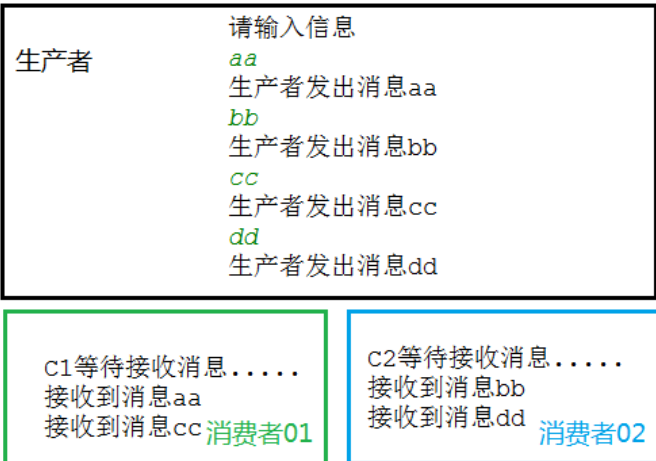 请输入信息
生产者
aa
生产者发出消息aa
bb
生产者发出消息bb
cc
生产者发出消息cc
dd
生产者发出消息dd
C1等待接收消息.....
接收到消息aa
接收到消息cc
消费者01
C2等待接收消息.....
接收到消息bb
接收到消息dd
消费者02